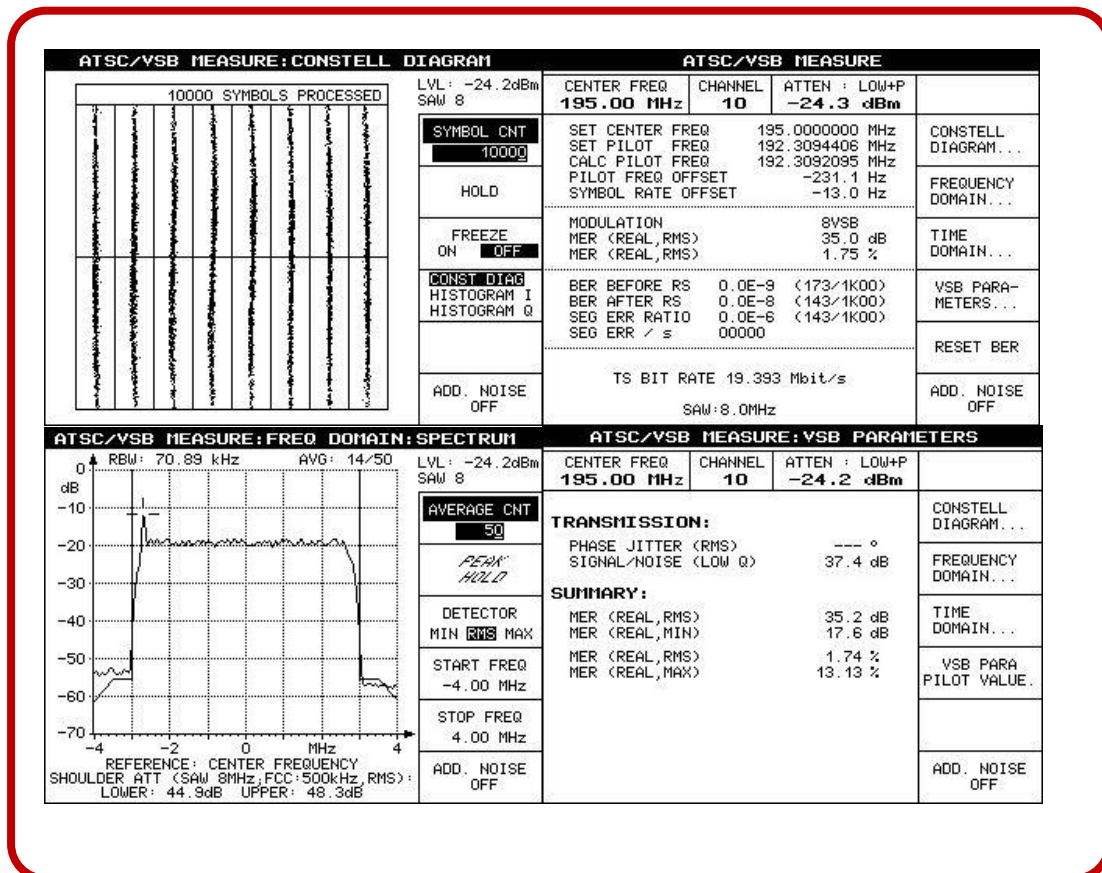 ATSC/VSB MEASURE:CONSTELL DIAGRAM
10000 SYMBOLS PROCESSED
LVL: -24.2dBm
SAW 8
SYMBOL CNT
10000
HOLD
FREEZE
ON OFF
CONST DIAG
HISTOGRAM I
HISTOGRAM Q
ADD. NOISE
OFF
ATSC/VSB MEASURE
CENTER FREQ CHANNEL ATTEN : LOW+P
195.00 MHz 10 -24.3 dBm
SET CENTER FREQ 195.0000000 MHz
SET PILOT FREQ 192.3094406 MHz
CALC PILOT FREQ 192.3092095 MHz
PILOT FREQ OFFSET -231.1 Hz
SYMBOL RATE OFFSET -13.0 Hz
MODULATION 8VSB
MER (REAL,RMS) 35.0 dB
MER (REAL,RMS) 1.75 %
BER BEFORE RS 0.0E-9 (173/1K00)
BER AFTER RS 0.0E-8 (143/1K00)
SEG ERR RATIO 0.0E-6 (143/1K00)
SEG ERR / s 00000
TS BIT RATE 19.393 Mbit/s
SAW:8.0MHz
CONSTELL
DIAGRAM...
FREQUENCY
DOMAIN...
TIME
DOMAIN...
VSB PARA-
METERS...
RESET BER
ADD. NOISE
OFF
ATSC/VSB MEASURE:FREQ DOMAIN:SPECTRUM
RBW: 70.89 kHz AVG: 14/50
0
dB
-10
-20
-30
-40
-50
-60
-70
-4 -2 0 MHz 4
REFERENCE: CENTER FREQUENCY
SHOULDER ATT (SAW 8MHz;FCC:500kHz,RMS):
LOWER: 44.9dB UPPER: 48.3dB
LVL: -24.2dBm
SAW 8
AVERAGE CNT
50
PEAK
HOLD
DETECTOR
MIN RMS MAX
START FREQ
-4.00 MHz
STOP FREQ
4.00 MHz
ADD. NOISE
OFF
ATSC/VSB MEASURE:VSB PARAMETERS
CENTER FREQ CHANNEL ATTEN : LOW+P
195.00 MHz 10 -24.2 dBm
TRANSMISSION:
PHASE JITTER (RMS) --- °
SIGNAL/NOISE (LOW Q) 37.4 dB
SUMMARY:
MER (REAL,RMS) 35.2 dB
MER (REAL,MIN) 17.6 dB
MER (REAL,RMS) 1.74 %
MER (REAL,MAX) 13.13 %
CONSTELL
DIAGRAM...
FREQUENCY
DOMAIN...
TIME
DOMAIN...
VSB PARA
PILOT VALUE.
ADD. NOISE
OFF